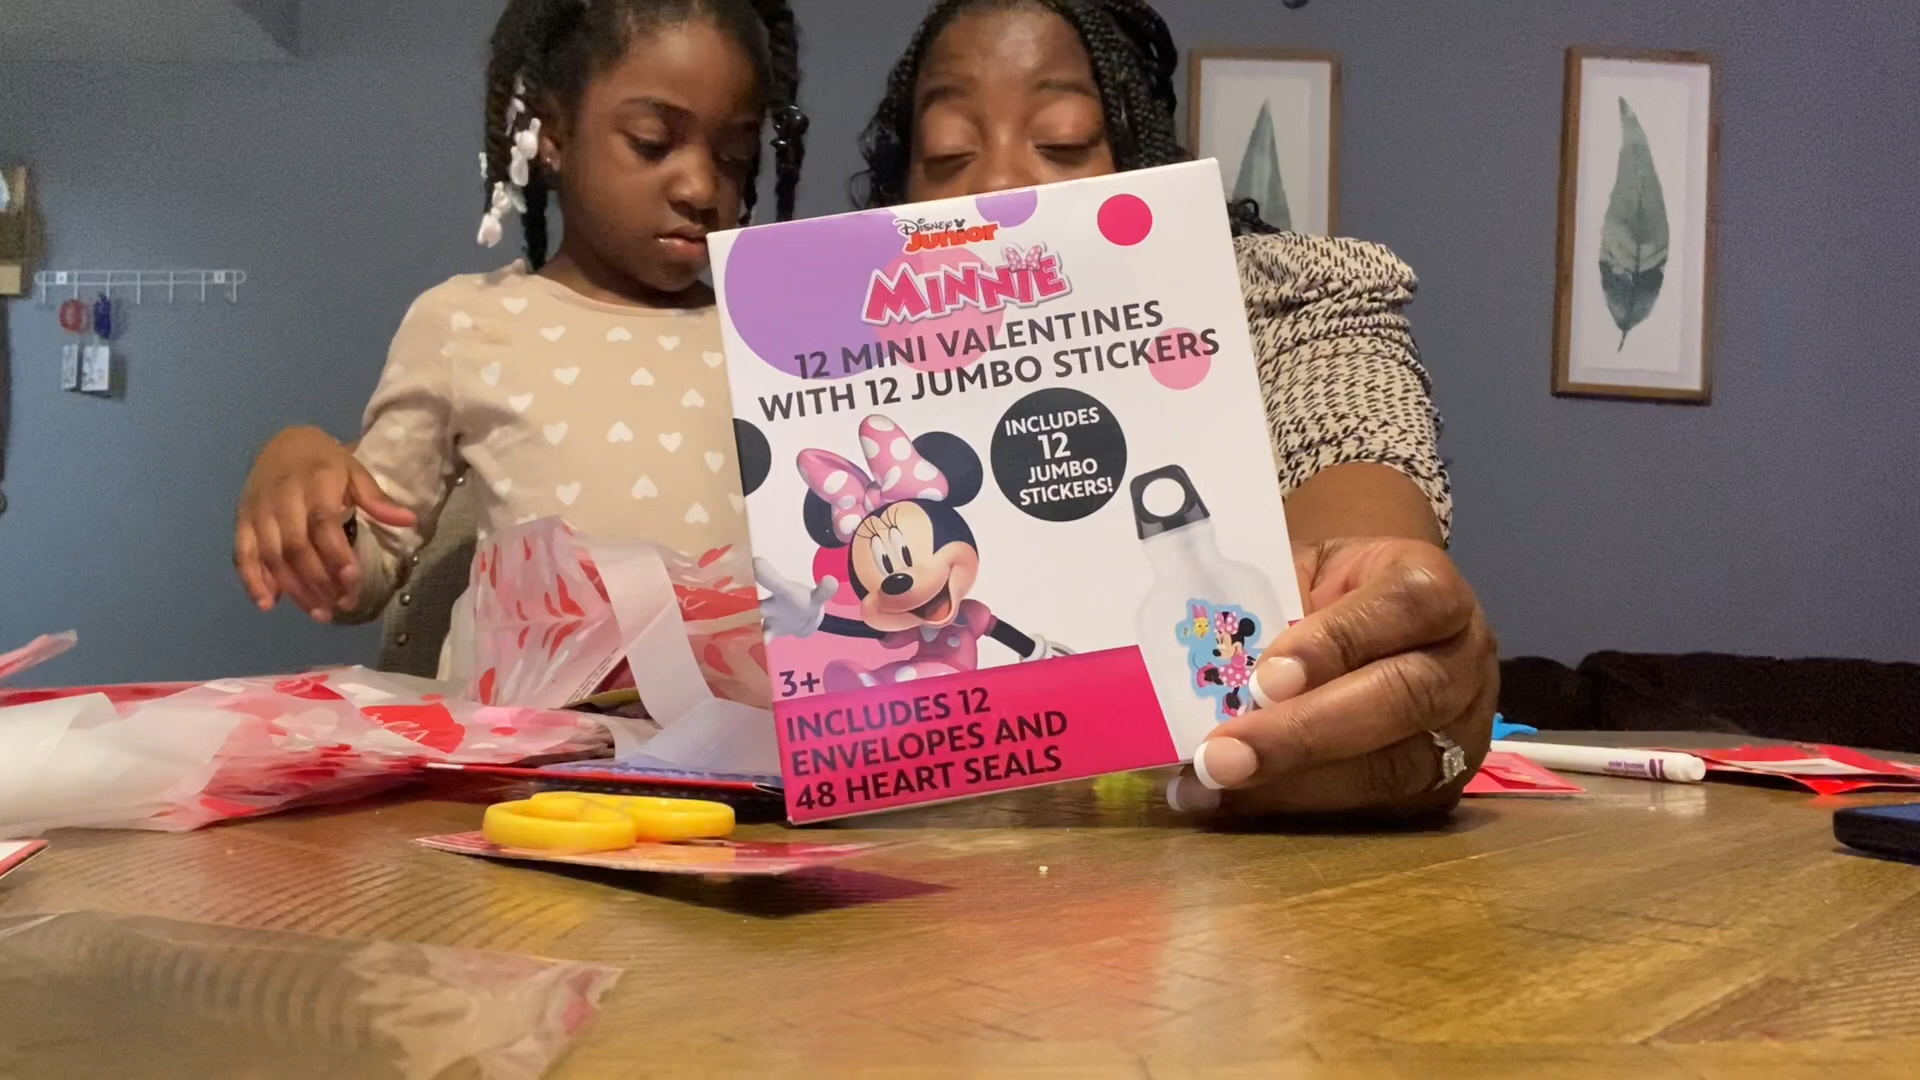 Disney
Junior
MINNIE
12 MINI VALENTINES
WITH 12 JUMBO STICKERS
INCLUDES
12
JUMBO
STICKERS!
3+
INCLUDES 12
ENVELOPES AND
48 HEART SEALS